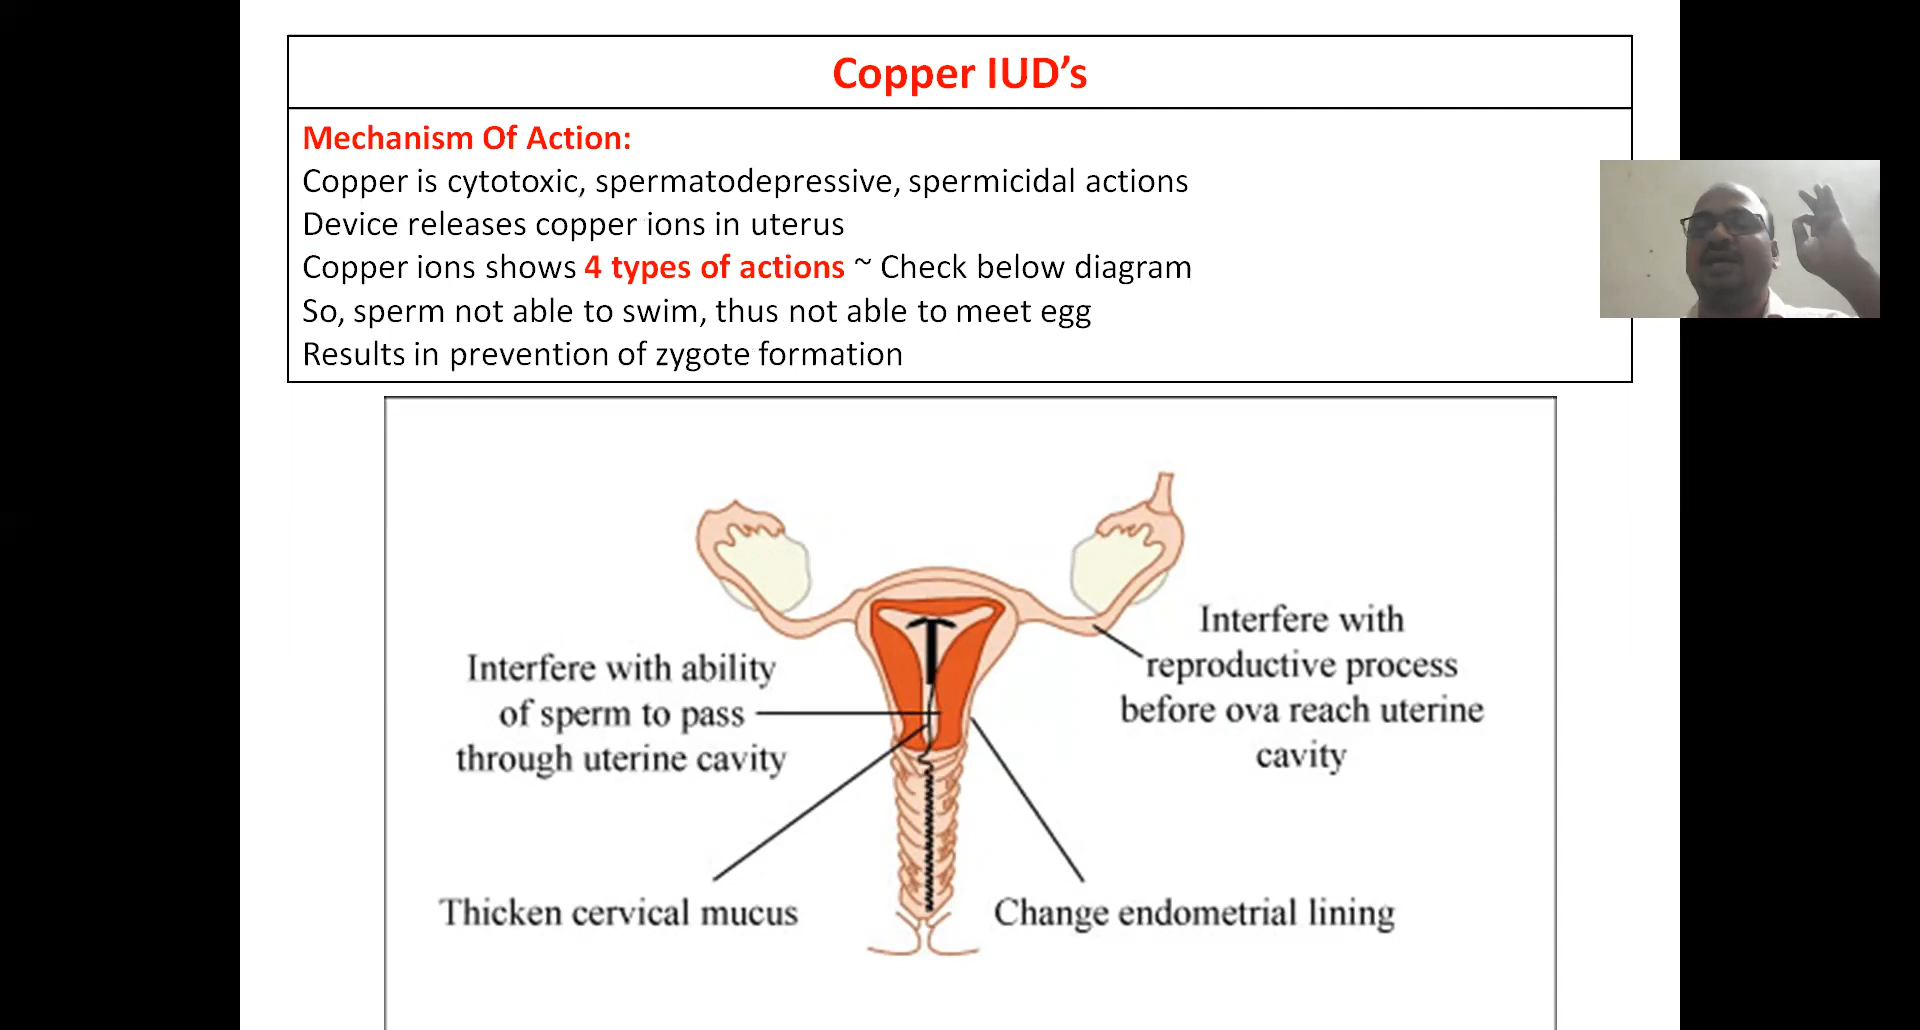 Copper IUD's
Mechanism Of Action:
Copper is cytotoxic, spermatodepressive, spermicidal actions
Device releases copper ions in uterus
Copper ions shows 4 types of actions ~ Check below diagram
So, sperm not able to swim, thus not able to meet egg
Results in prevention of zygote formation
Interfere with ability
of sperm to pass
through uterine cavity
Interfere with
reproductive process
before ova reach uterine
cavity
Thicken cervical mucus
Change endometrial lining